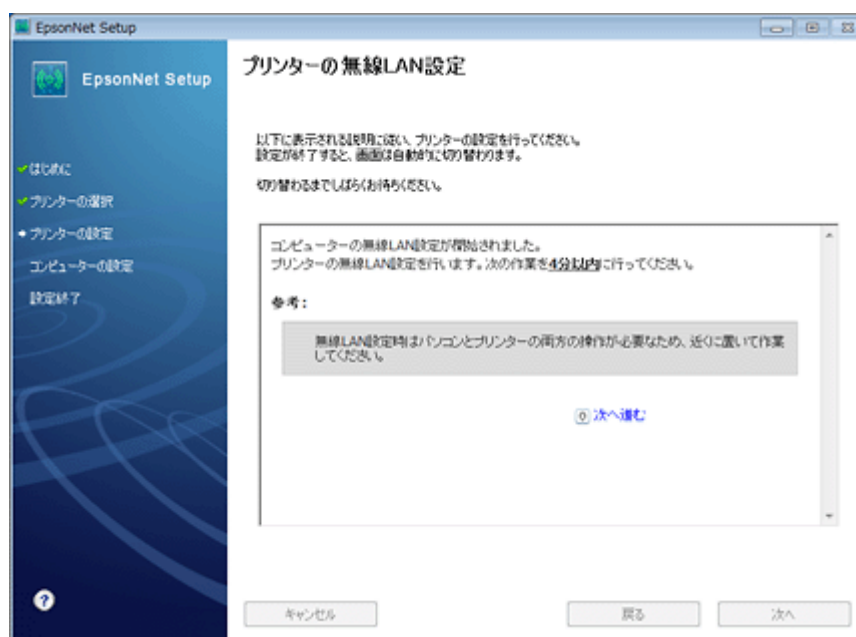 EpsonNet Setup
EpsonNet Setup
はじめに
プリンターの選択
プリンターの設定
コンピューターの設定
設定終了
プリンターの無線LAN設定
以下に表示される説明に従い、プリンターの設定を行ってください。
設定が終了すると、画面は自動的に切り替わります。
切り替わるまでしばらくお待ちください。
コンピューターの無線LAN設定が開始されました。
プリンターの無線LAN設定を行います。次の作業を4分以内に行ってください。
参考:
無線LAN設定時はパソコンとプリンターの両方の操作が必要なため、近くに置いて作業
してください。
次へ進む
キャンセル
戻る
次へ